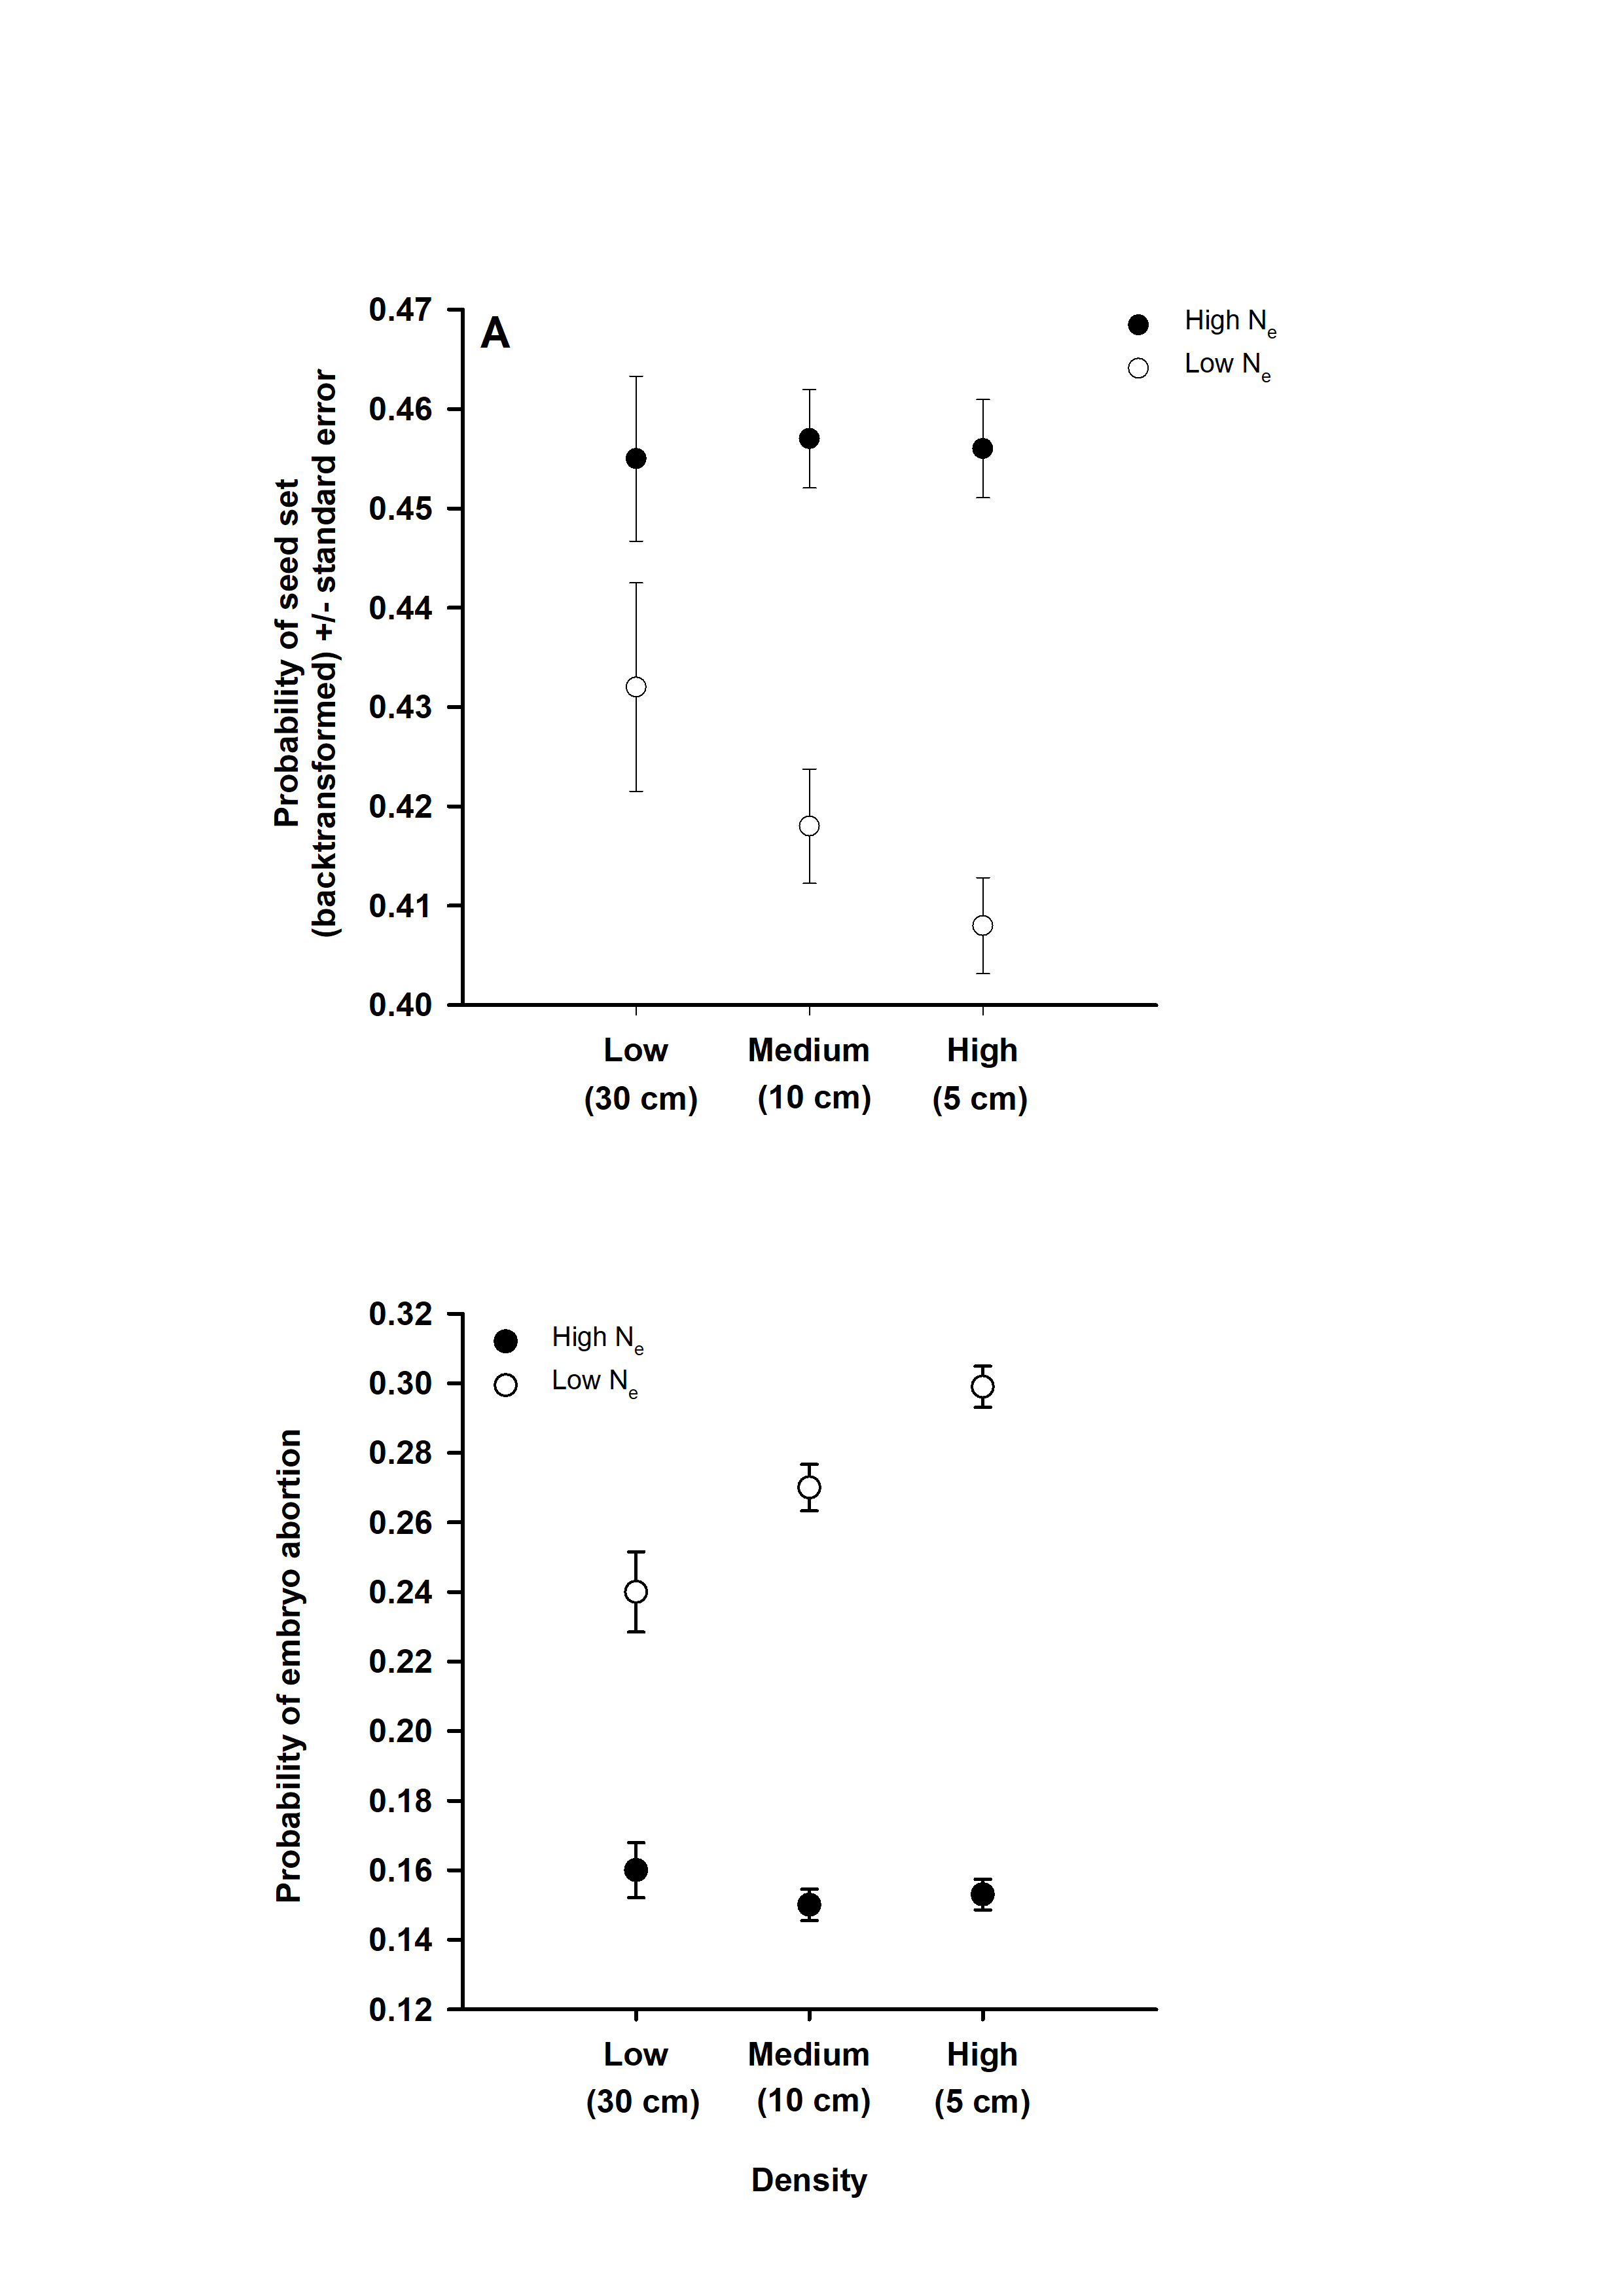 0.47
A
High Ne
Low Ne
0.46
0.45
0.44
0.43
0.42
0.41
0.40
Probability of seed set
(backtransformed) +/- standard error
Low
Medium
High
(30 cm)
(10 cm)
(5 cm)
0.32
High Ne
Low Ne
0.30
0.28
0.26
0.24
0.22
0.20
0.18
0.16
0.14
0.12
Probability of embryo abortion
Low
Medium
High
(30 cm)
(10 cm)
(5 cm)
Density